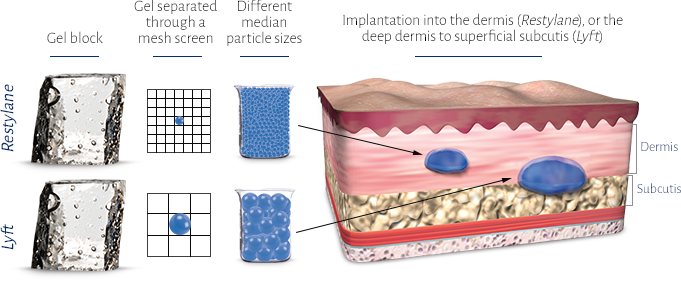 Gel block
Gel separated
through a
mesh screen
Different
median
particle sizes
Implantation into the dermis (Restylane), or the
deep dermis to superficial subcutis (Lyft)
Restylane
Dermis
Subcutis
Lyft